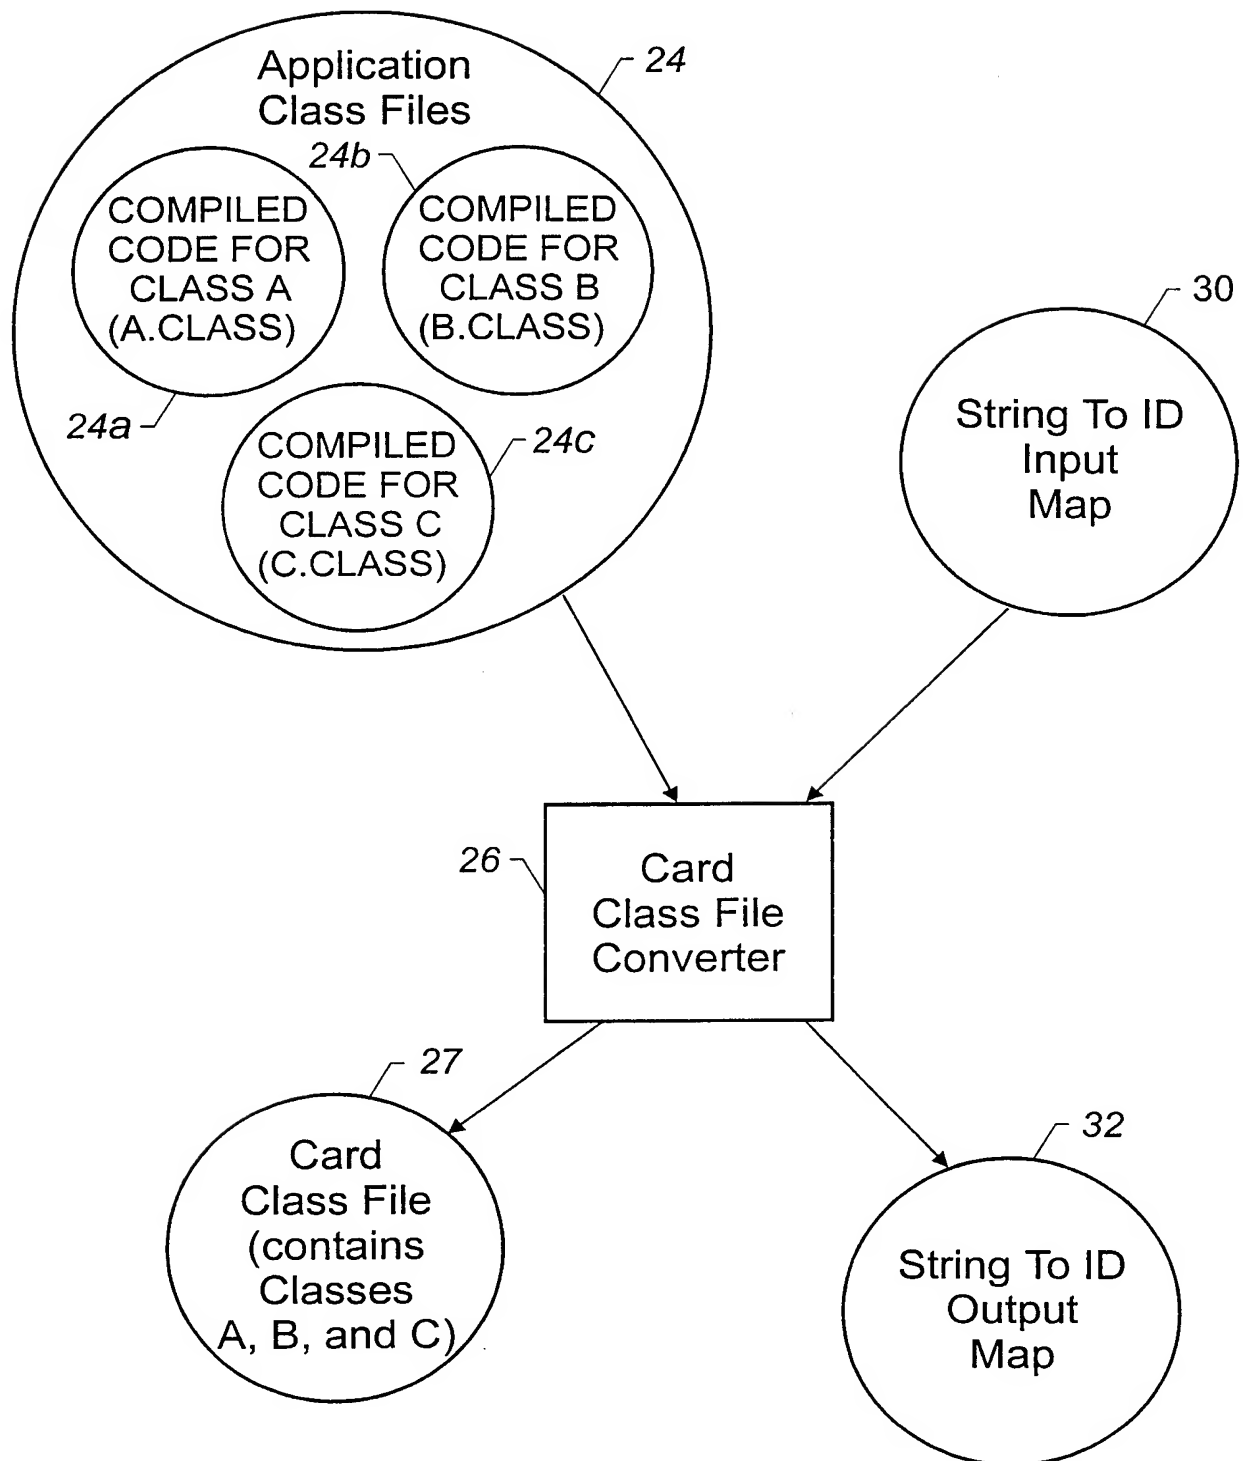 Application
Class Files
24
24b
COMPILED
CODE FOR
CLASS A
(A.CLASS)
COMPILED
CODE FOR
CLASS B
(B.CLASS)
24a
COMPILED
CODE FOR
CLASS C
(C.CLASS)
24c
30
String To ID
Input
Map
26
Card
Class File
Converter
27
Card
Class File
(contains
Classes
A, B, and C)
32
String To ID
Output
Map